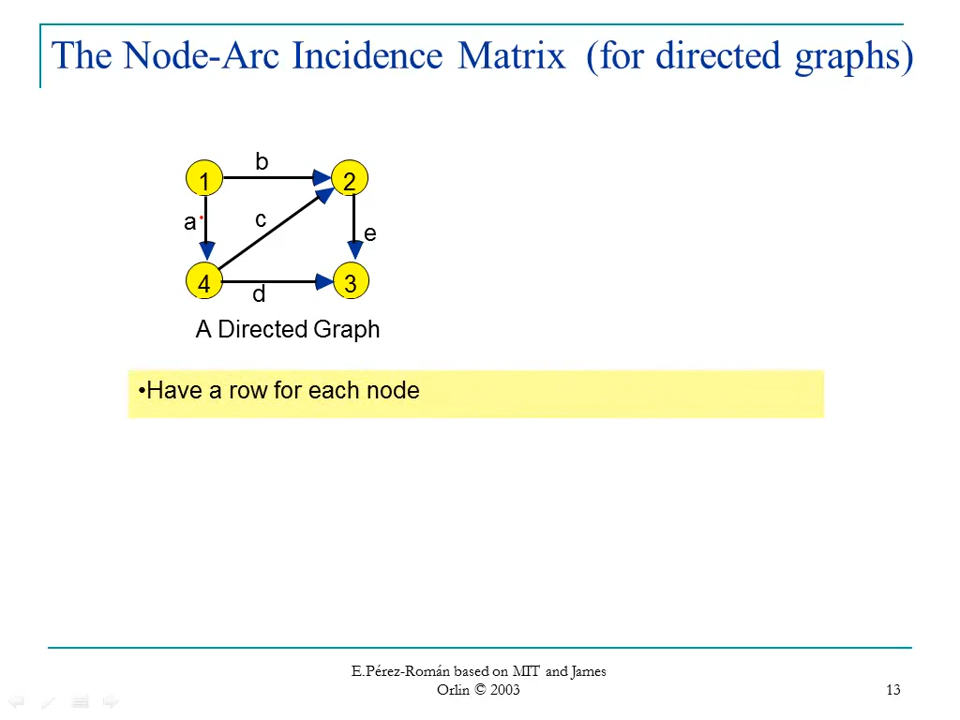 The Node-Arc Incidence Matrix (for directed graphs)
b
1
2
a
c
e
4
3
d
A Directed Graph
•Have a row for each node
E.Pérez-Román based on MIT and James
Orlin © 2003
13